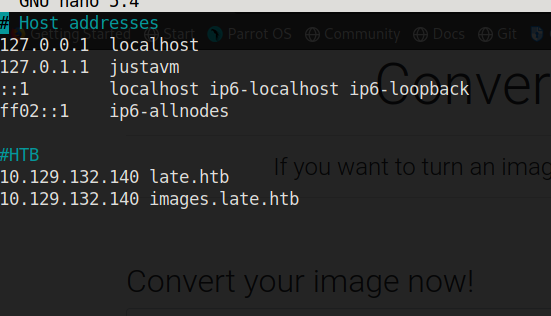 GNU nano 5.4
# Host addresses
Getting Started Start Parrot OS Community Docs Git
127.0.0.1 localhost
127.0.1.1 justavm
::1 localhost ip6-localhost ip6-loopback
ff02::1 ip6-allnodes
Conver
If you want to turn an imag
#HTB
10.129.132.140 late.htb
10.129.132.140 images.late.htb
Convert your image now!